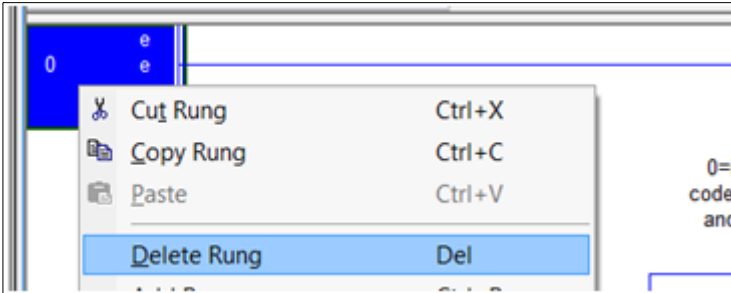 e
0 e
Cut Rung Ctrl+X
Copy Rung Ctrl+C
Paste Ctrl+V
Delete Rung Del
0=
code
and